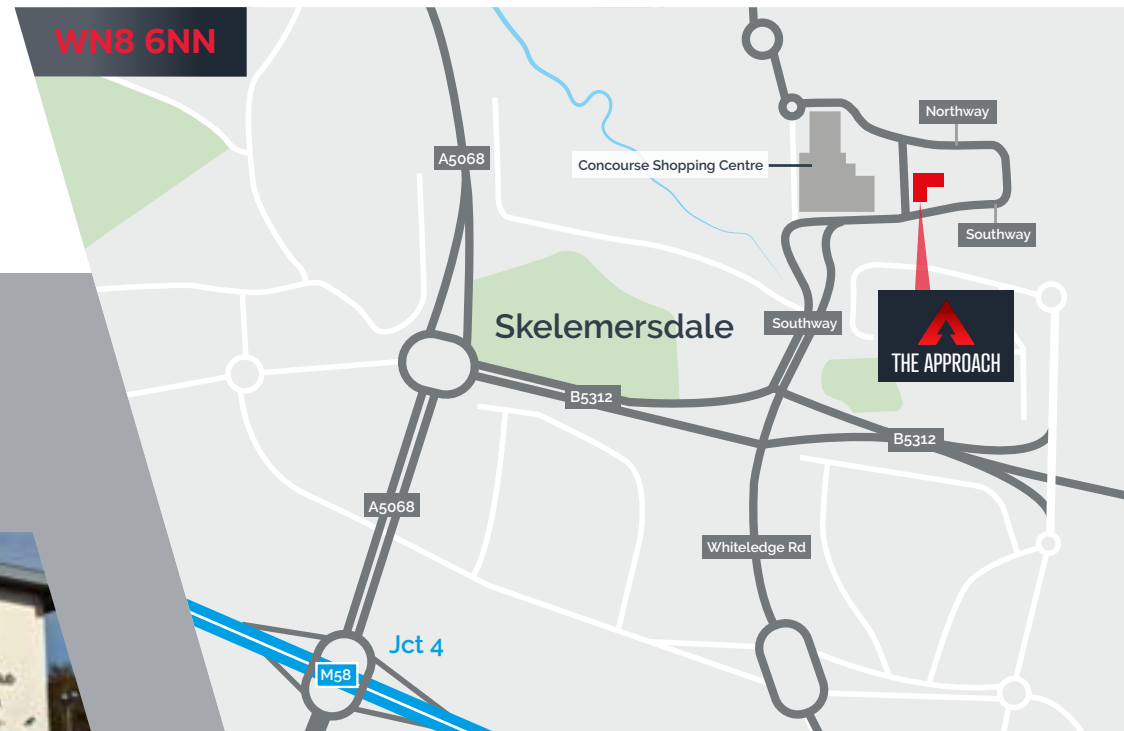 WN8 6NN
Northway
A5068
Concourse Shopping Centre
Southway
Skelemersdale
Southway
THE APPROACH
B5312
B5312
A5068
Whiteledge Rd
Jct 4
M58